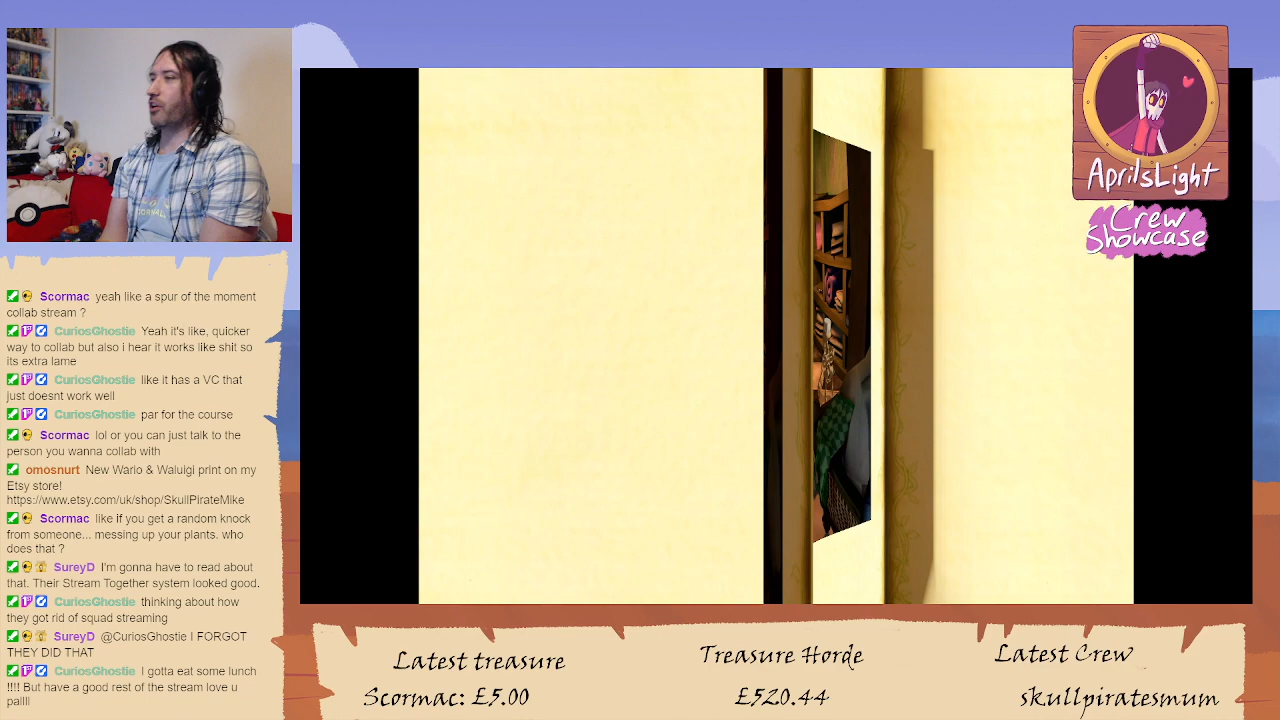 AprilsLight
Crew
Showcase
Scormac yeah like a spur of the moment
collab stream ?
CuriosGhostie Yeah it's like, quicker
way to collab but also i hear it works like shit so
its extra lame
CuriosGhostie like it has a VC that
just doesnt work well
CuriosGhostie par for the course
Scormac lol or you can just talk to the
person you wanna collab with
omosnurt New Wario & Waluigi print on my
Etsy store!
https://www.etsy.com/uk/shop/SkullPirateMike
Scormac like if you get a random knock
from someone... messing up your plants. who
does that ?
SureyD I'm gonna have to read about
that. Their Stream Together system looked good.
CuriosGhostie thinking about how
they got rid of squad streaming
SureyD @CuriosGhostie I FORGOT
THEY DID THAT
CuriosGhostie I gotta eat some lunch
!!!! But have a good rest of the stream love u
pallll
Latest treasure
Scormac: £5.00
Treasure Horde
£520.44
Latest Crew
skullpiratesmum